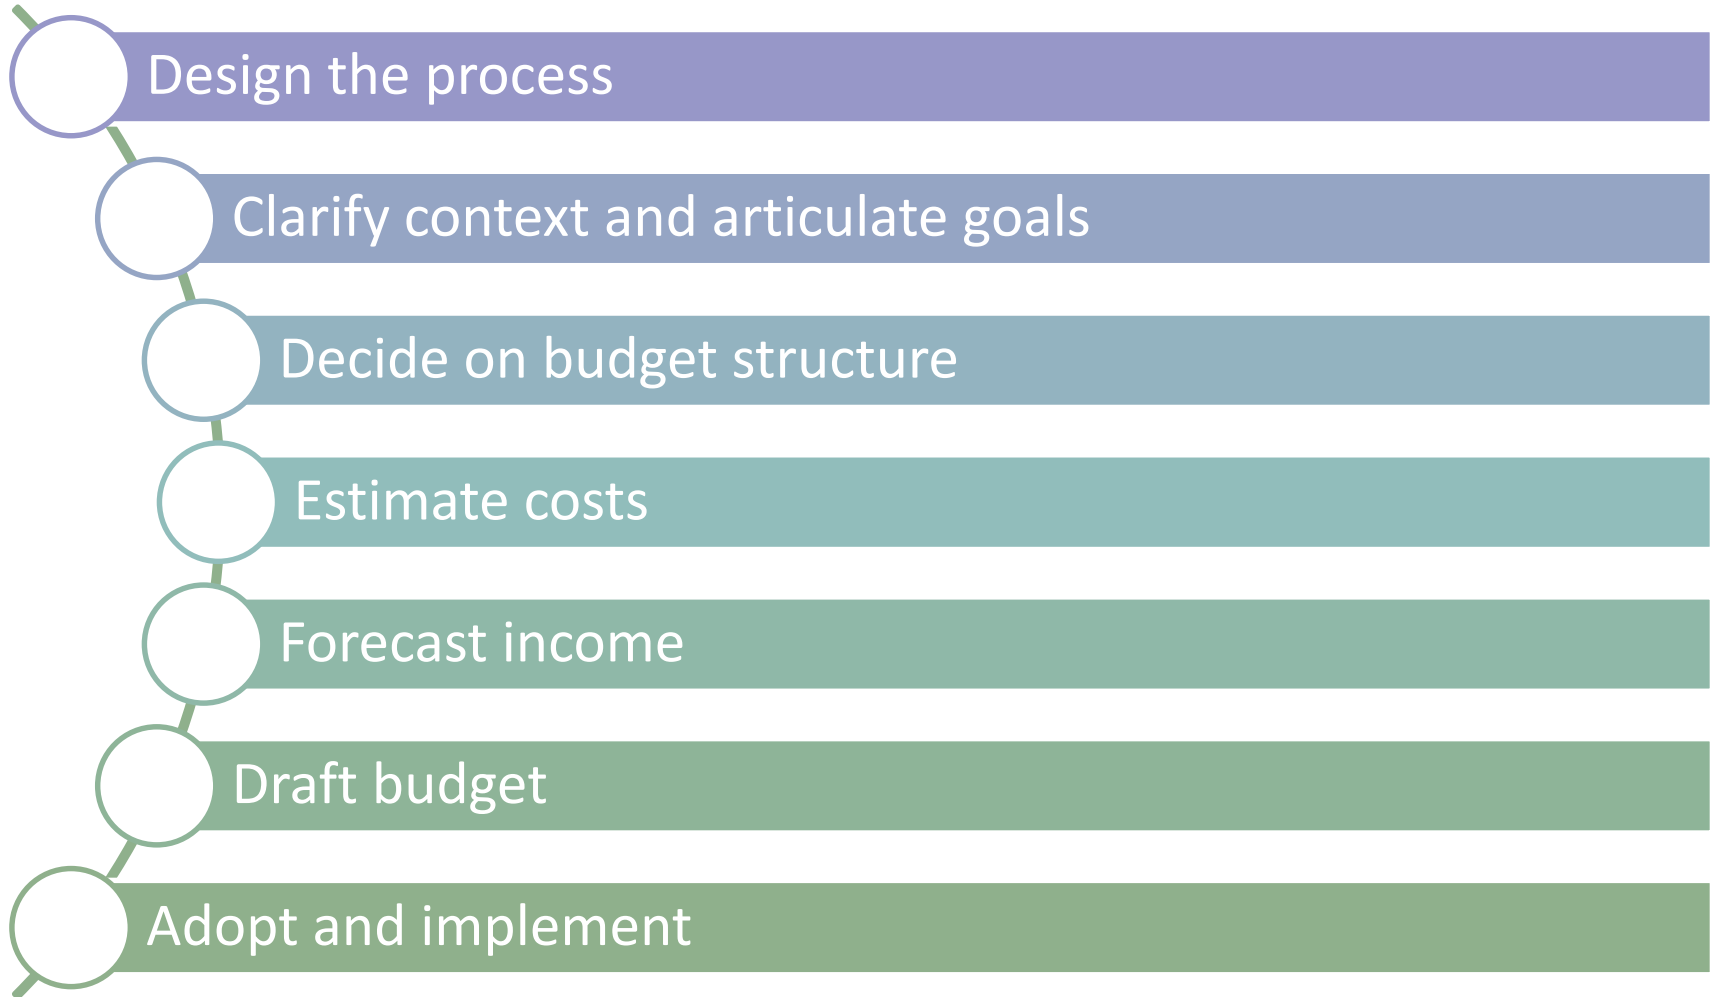 Design the process
Clarify context and articulate goals
Decide on budget structure
Estimate costs
Forecast income
Draft budget
Adopt and implement